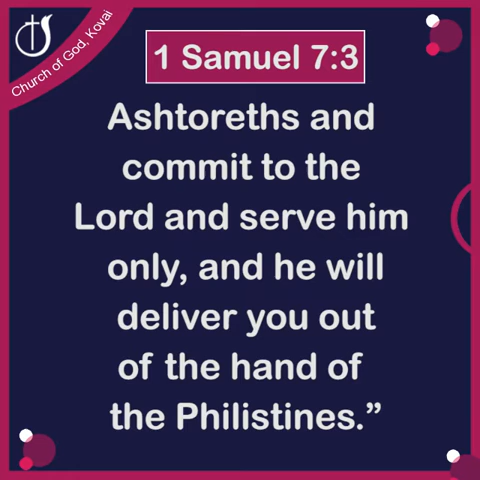 Church of God, Kovai
1 Samuel 7:3
Ashtoreths and
commit to the
Lord and serve him
only, and he will
deliver you out
of the hand of
the Philistines.”